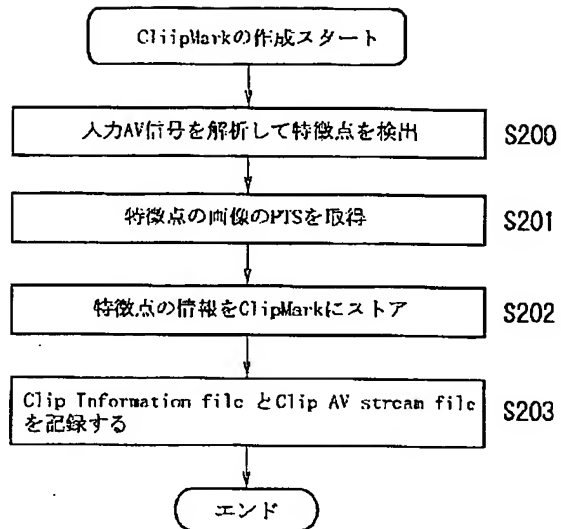 CliipMarkの作成スタート
入力AV信号を解析して特徴点を検出
S200
特徴点の画像のPTSを取得
S201
特徴点の情報をClipMarkにストア
S202
Clip Information file とClip AV stream file
を記録する
S203
エンド